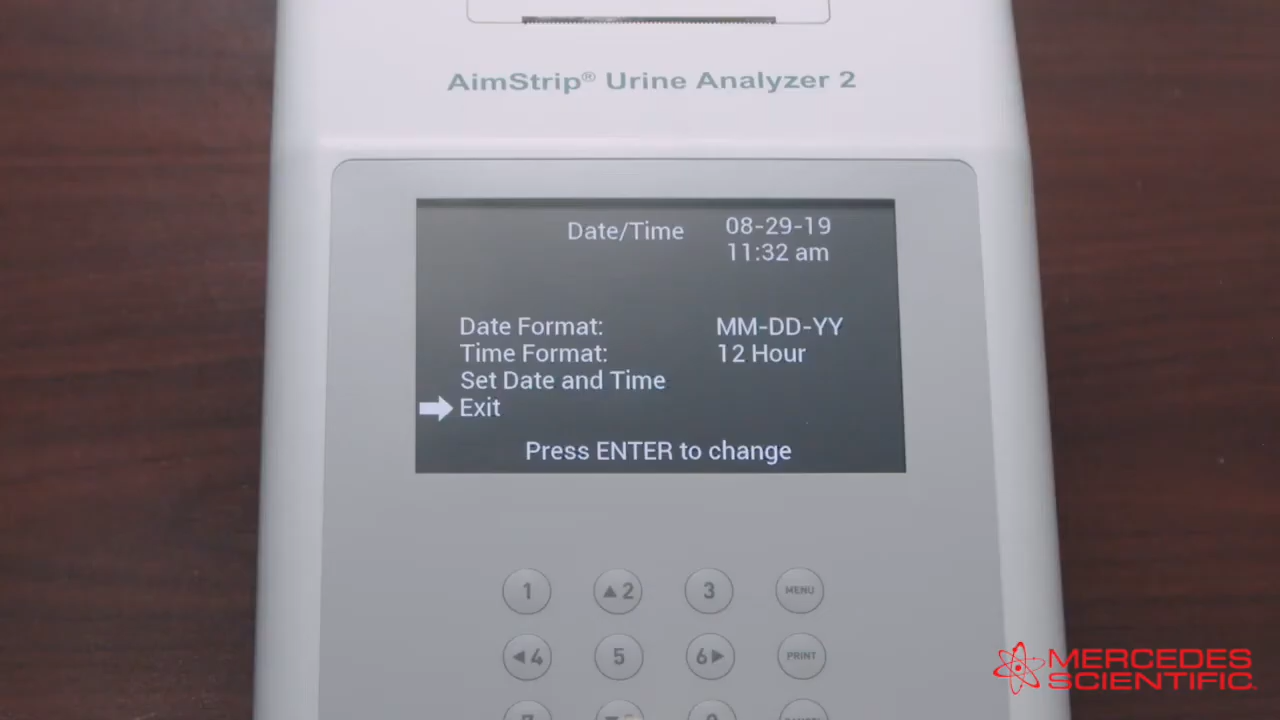 AimStrip® Urine Analyzer 2
Date/Time 08-29-19
11:32 am
Date Format: MM-DD-YY
Time Format: 12 Hour
Set Date and Time
Exit
Press ENTER to change
1 ▲2 3 MENU
◀4 5 6▶ PRINT
MERCEDES
SCIENTIFIC